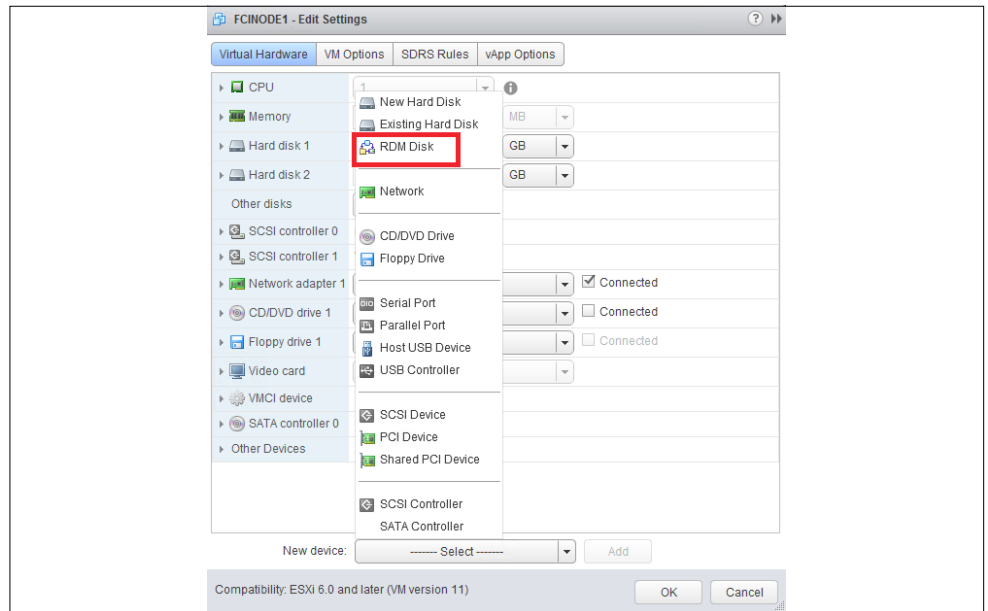 FCINODE1 - Edit Settings
Virtual Hardware VM Options SDRS Rules vApp Options
CPU 1
New Hard Disk
Memory MB
Existing Hard Disk
Hard disk 1 RDM Disk GB
Hard disk 2 GB
Network
Other disks
SCSI controller 0 CD/DVD Drive
SCSI controller 1 Floppy Drive
Network adapter 1 Connected
Serial Port
CD/DVD drive 1 Connected
Parallel Port
Floppy drive 1 Host USB Device Connected
Video card USB Controller
VMCI device
SCSI Device
SATA controller 0
PCI Device
Other Devices
Shared PCI Device
SCSI Controller
SATA Controller
New device: ------- Select ------- Add
Compatibility: ESXi 6.0 and later (VM version 11) OK Cancel